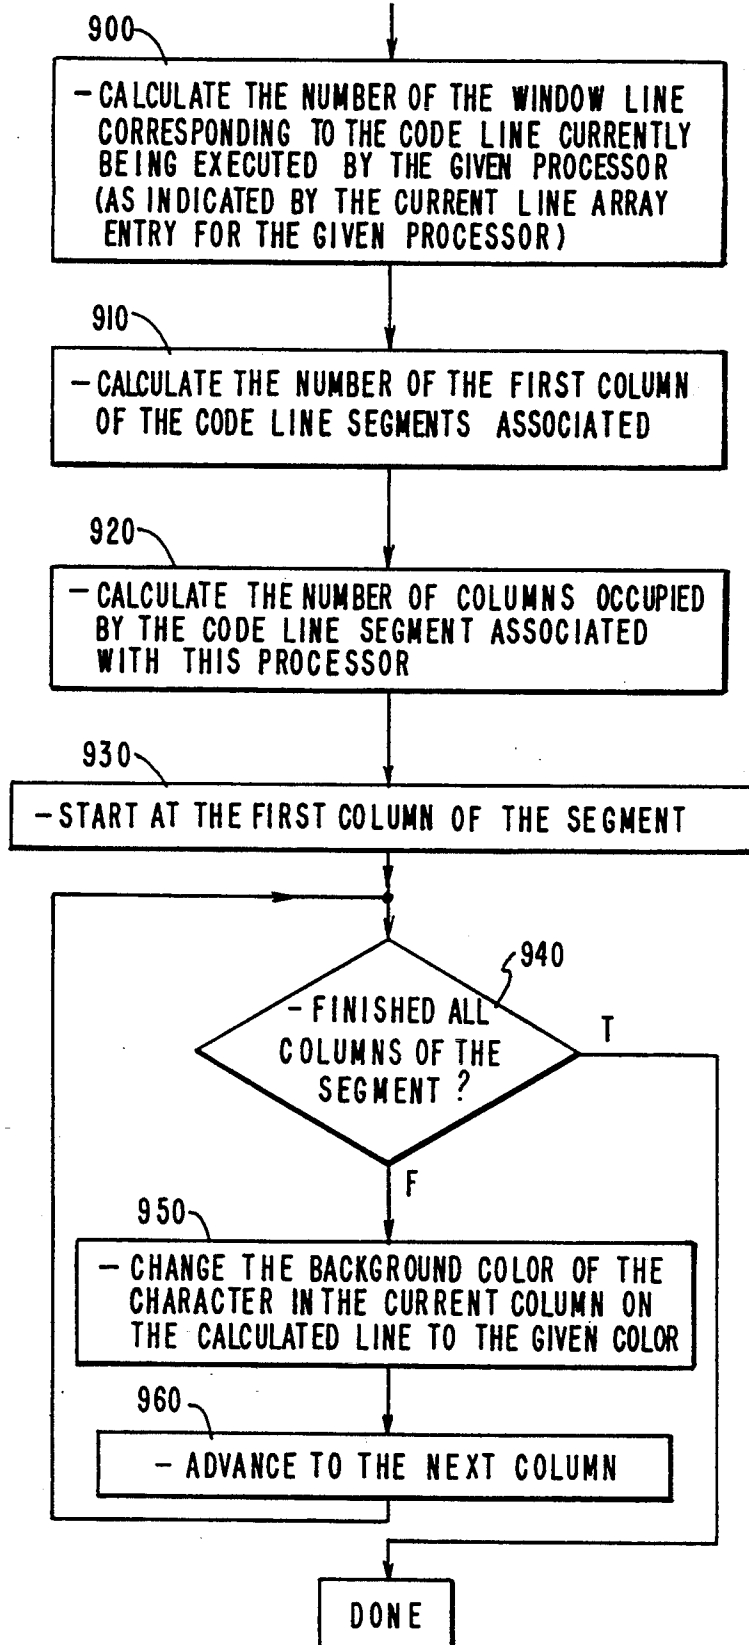 900
- CALCULATE THE NUMBER OF THE WINDOW LINE
CORRESPONDING TO THE CODE LINE CURRENTLY
BEING EXECUTED BY THE GIVEN PROCESSOR
(AS INDICATED BY THE CURRENT LINE ARRAY
ENTRY FOR THE GIVEN PROCESSOR)
910
- CALCULATE THE NUMBER OF THE FIRST COLUMN
OF THE CODE LINE SEGMENTS ASSOCIATED
920
- CALCULATE THE NUMBER OF COLUMNS OCCUPIED
BY THE CODE LINE SEGMENT ASSOCIATED
WITH THIS PROCESSOR
930
- START AT THE FIRST COLUMN OF THE SEGMENT
940
- FINISHED ALL
COLUMNS OF THE
SEGMENT ?
T
F
950
- CHANGE THE BACKGROUND COLOR OF THE
CHARACTER IN THE CURRENT COLUMN ON
THE CALCULATED LINE TO THE GIVEN COLOR
960
- ADVANCE TO THE NEXT COLUMN
DONE